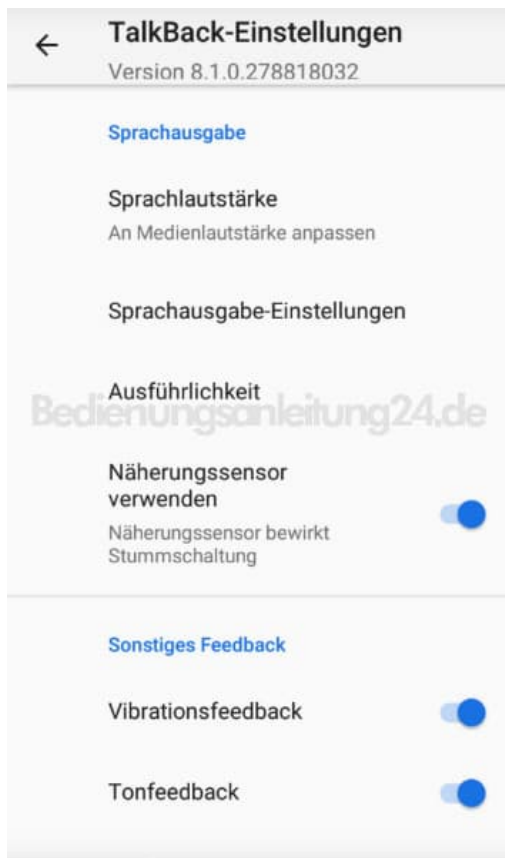 TalkBack-Einstellungen
Version 8.1.0.278818032
Sprachausgabe
Sprachlautstärke
An Medienlautstärke anpassen
Sprachausgabe-Einstellungen
Ausführlichkeit
Bedienungsanleitung24.de
Näherungssensor
verwenden
Näherungssensor bewirkt
Stummschaltung
Sonstiges Feedback
Vibrationsfeedback
Tonfeedback